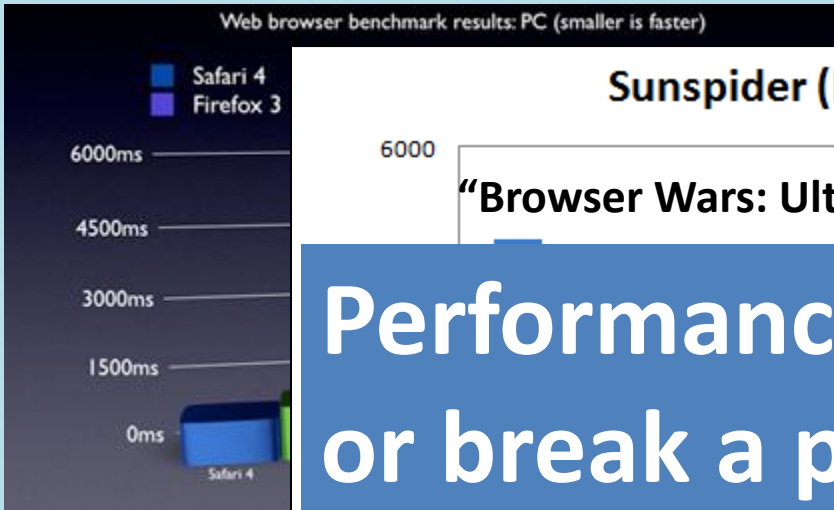 Web browser benchmark results: PC (smaller is faster)
Safari 4
Firefox 3
6000ms
4500ms
3000ms
1500ms
0ms
Safari 4
Sunspider (
6000
“Browser Wars: Ult
Performanc
or break a p